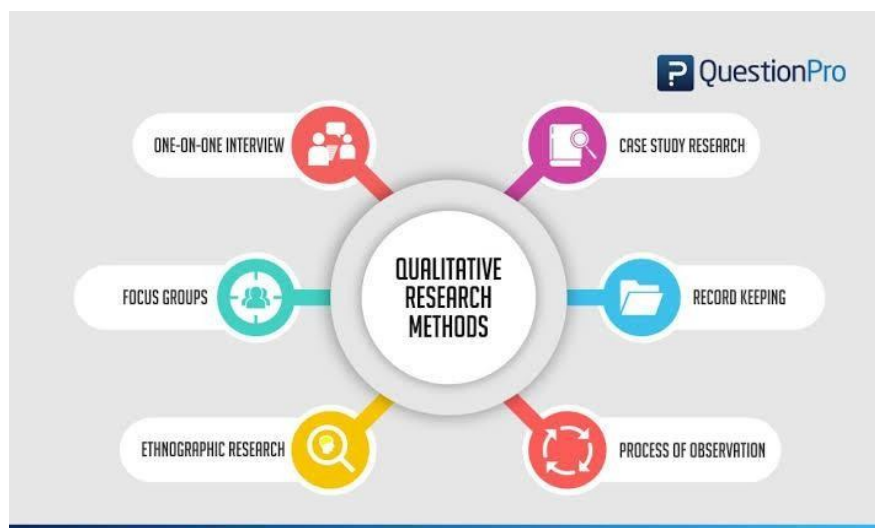 QuestionPro
ONE-ON-ONE INTERVIEW
CASE STUDY RESEARCH
QUALITATIVE
RESEARCH
METHODS
FOCUS GROUPS
RECORD KEEPING
ETHNOGRAPHIC RESEARCH
PROCESS OF OBSERVATION